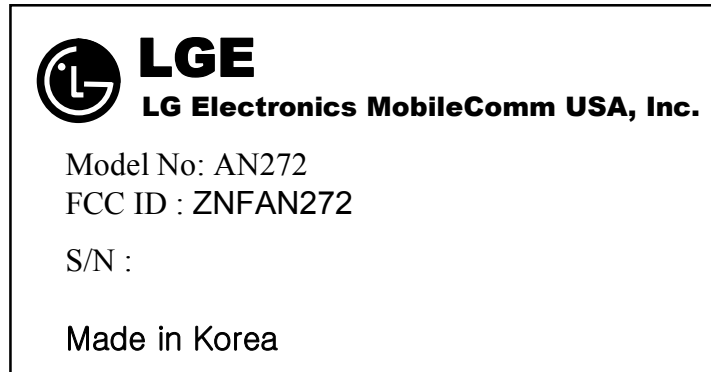 LGE
LG Electronics MobileComm USA, Inc.
Model No: AN272
FCC ID : ZNFAN272
S/N :
Made in Korea